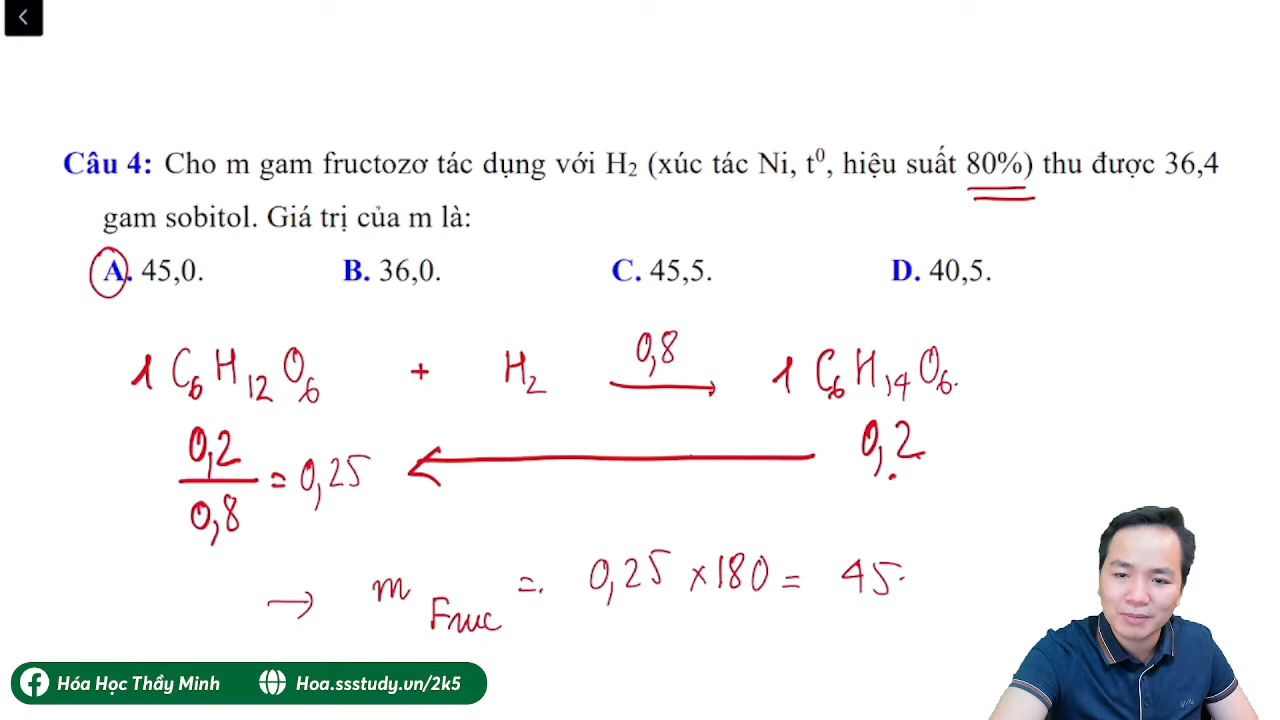 Câu 4: Cho m gam fructozơ tác dụng với H₂ (xúc tác Ni, t⁰, hiệu suất 80%) thu được 36,4
gam sobitol. Giá trị của m là:
A. 45,0. B. 36,0. C. 45,5. D. 40,5.
0,8
1 C₆H₁₂O₆ + H₂ → 1 C₆H₁₄O₆.
0,2/0,8 = 0,25 ← 0,2
→ m Fruc = 0,25 × 180 = 45.
Hóa Học Thầy Minh Hoa.ssstudy.vn/2k5